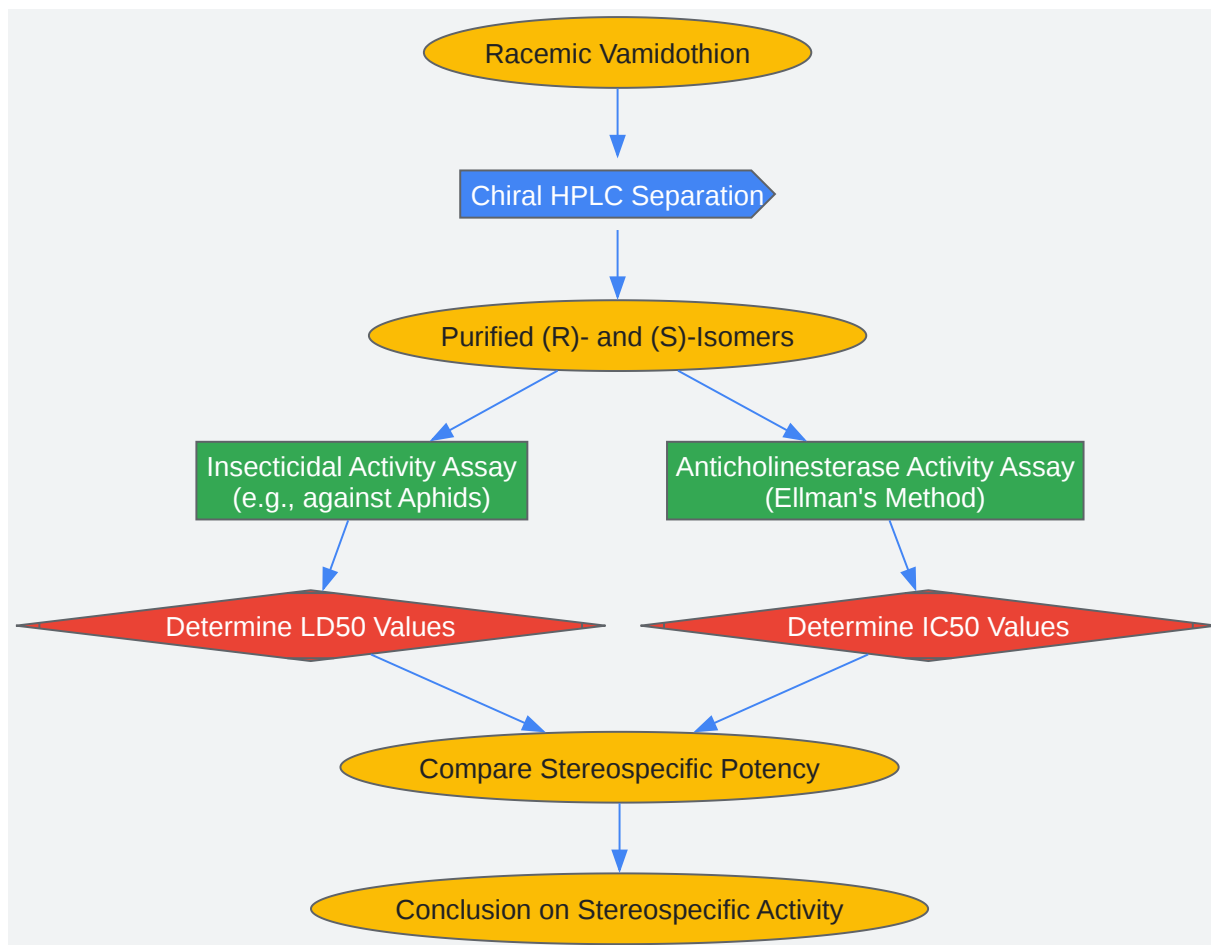 Racemic Vamidothion
Chiral HPLC Separation
Purified (R)- and (S)-Isomers
Insecticidal Activity Assay
(e.g., against Aphids)
Anticholinesterase Activity Assay
(Ellman's Method)
Determine LD50 Values
Determine IC50 Values
Compare Stereospecific Potency
Conclusion on Stereospecific Activity